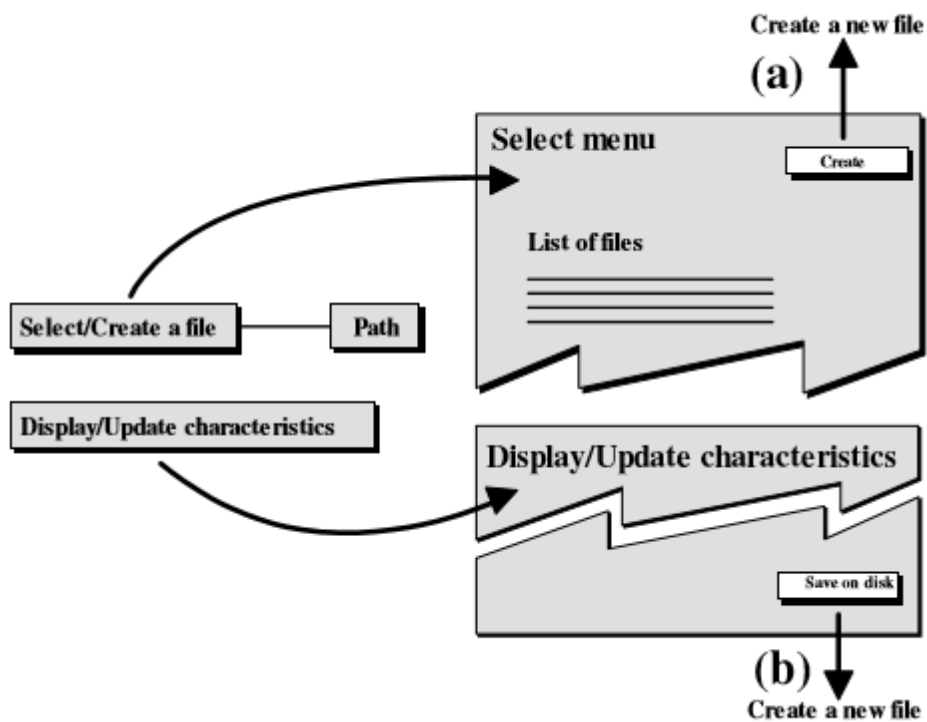 Create a new file
(a)
Select menu
Create
List of files
Select/Create a file
Path
Display/Update characteristics
Display/Update characteristics
Save on disk
(b)
Create a new file